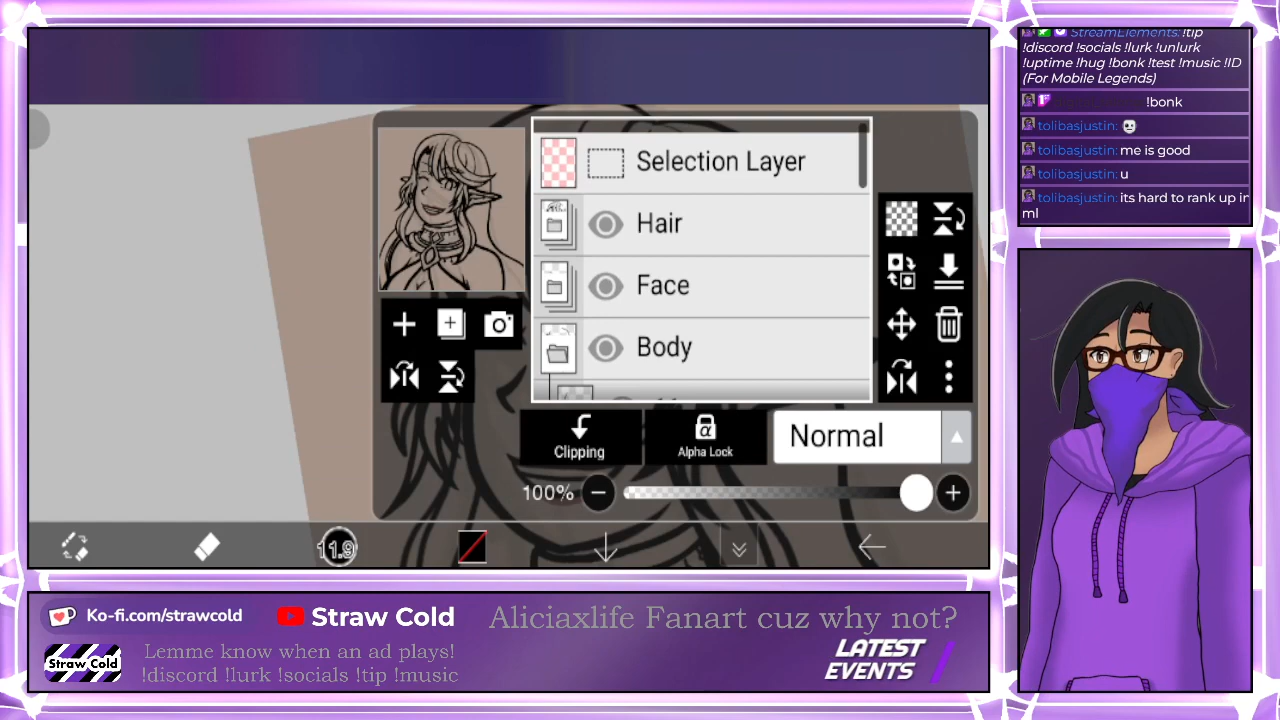 Selection Layer
Hair
Face
Body
Clipping
α
Alpha Lock
Normal
100%
11.9
StreamElements: !tip
!discord !socials !lurk !unlurk
!uptime !hug !bonk !test !music !ID
(For Mobile Legends)
!bonk
tolibasjustin:
tolibasjustin: me is good
tolibasjustin: u
tolibasjustin: its hard to rank up in
ml
Ko-fi.com/strawcold
Straw Cold
Aliciaxlife Fanart cuz why not?
Straw Cold
Lemme know when an ad plays!
!discord !lurk !socials !tip !music
LATEST
EVENTS